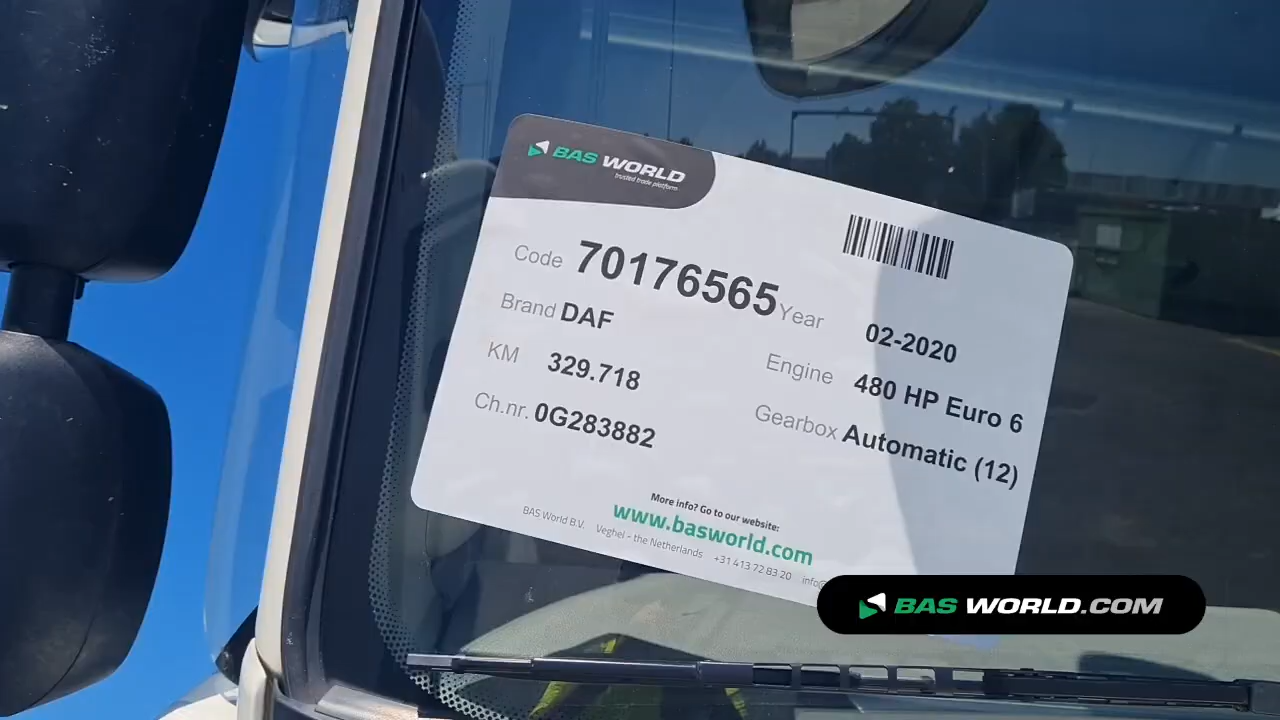 BAS WORLD
trusted trade platform
Code 70176565
Brand DAF
KM 329.718
Ch.nr. 0G283882
Year 02-2020
Engine 480 HP Euro 6
Gearbox Automatic (12)
More info? Go to our website:
www.basworld.com
BAS World B.V. Veghel - the Netherlands +31 413 72 83 20 info@
BAS WORLD.COM